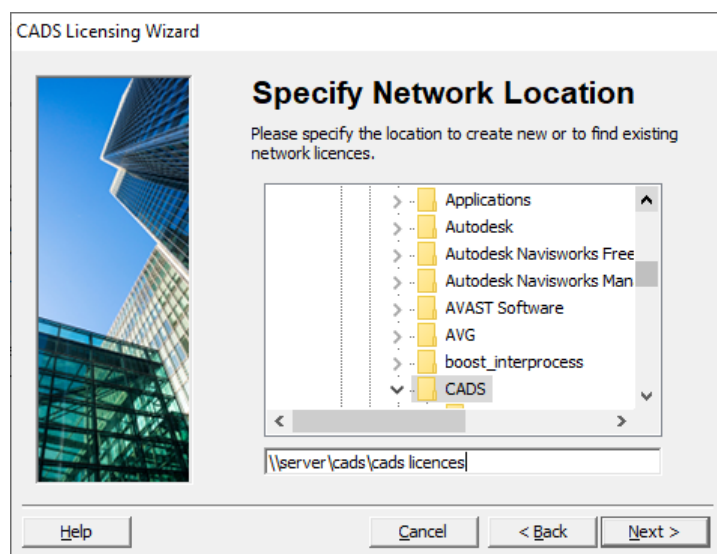 CADS Licensing Wizard
Specify Network Location
Please specify the location to create new or to find existing
network licences.
Applications
Autodesk
Autodesk Navisworks Free
Autodesk Navisworks Man
AVAST Software
AVG
boost_interprocess
CADS
\\server\cads\cads licences
Help Cancel < Back Next >